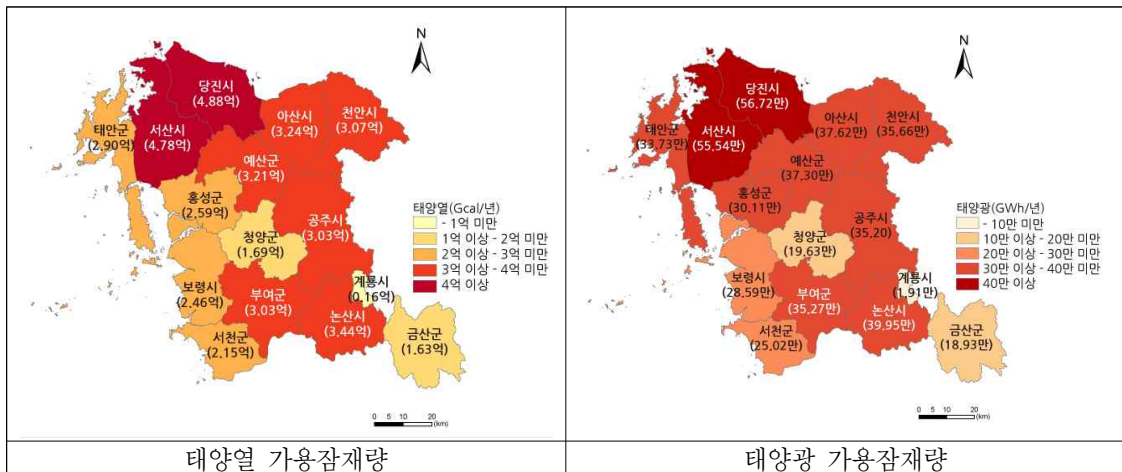 N
당진시
(4.88억)
아산시
(3.24억)
천안시
(3.07억)
태안군
(2.90억)
서산시
(4.78억)
예산군
(3.21억)
홍성군
(2.59억)
공주시
(3.03억)
청양군
(1.69억)
계룡시
(0.16억)
보령시
(2.46억)
부여군
(3.03억)
논산시
(3.44억)
서천군
(2.15억)
금산군
(1.63억)
태양열(Gcal/년)
- 1억 미만
1억 이상 - 2억 미만
2억 이상 - 3억 미만
3억 이상 - 4억 미만
4억 이상
0 5 10 20
(km)
태양열 가용잠재량
N
당진시
(56.72만)
아산시
(37.62만)
천안시
(35.66만)
태안군
(33.73만)
서산시
(55.54만)
예산군
(37.30만)
홍성군
(30.11만)
공주시
(35.20)
청양군
(19.63만)
계룡시
(1.91만)
보령시
(28.59만)
부여군
(35.27만)
논산시
(39.95만)
서천군
(25.02만)
금산군
(18.93만)
태양광(GWh/년)
- 10만 미만
10만 이상 - 20만 미만
20만 이상 - 30만 미만
30만 이상 - 40만 미만
40만 이상
0 5 10 20
(km)
태양광 가용잠재량